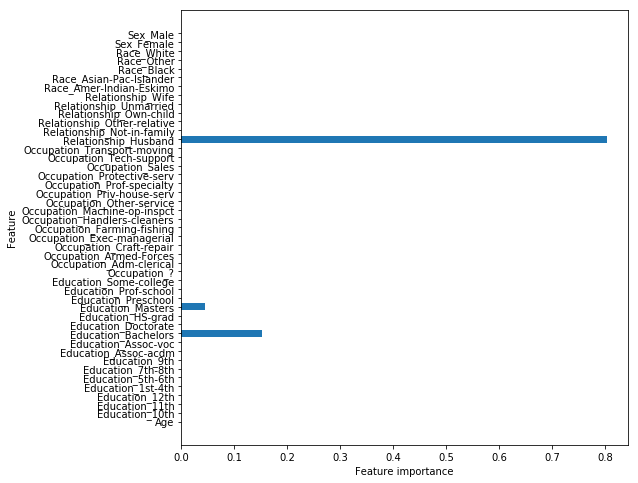 Sex_Male
Sex_Female
Race_White
Race_Other
Race_Black
Race_Asian-Pac-Islander
Race_Amer-Indian-Eskimo
Relationship_Wife
Relationship_Unmarried
Relationship_Own-child
Relationship_Other-relative
Relationship_Not-in-family
Relationship_Husband
Occupation_Transport-moving
Occupation_Tech-support
Occupation_Sales
Occupation_Protective-serv
Occupation_Prof-specialty
Occupation_Priv-house-serv
Occupation_Other-service
Occupation_Machine-op-inspct
Occupation_Handlers-cleaners
Occupation_Farming-fishing
Occupation_Exec-managerial
Occupation_Craft-repair
Occupation_Armed-Forces
Occupation_Adm-clerical
Occupation_?
Education_Some-college
Education_Prof-school
Education_Preschool
Education_Masters
Education_HS-grad
Education_Doctorate
Education_Bachelors
Education_Assoc-voc
Education_Assoc-acdm
Education_9th
Education_7th-8th
Education_5th-6th
Education_1st-4th
Education_12th
Education_11th
Education_10th
Age
Feature
0.0 0.1 0.2 0.3 0.4 0.5 0.6 0.7 0.8
Feature importance